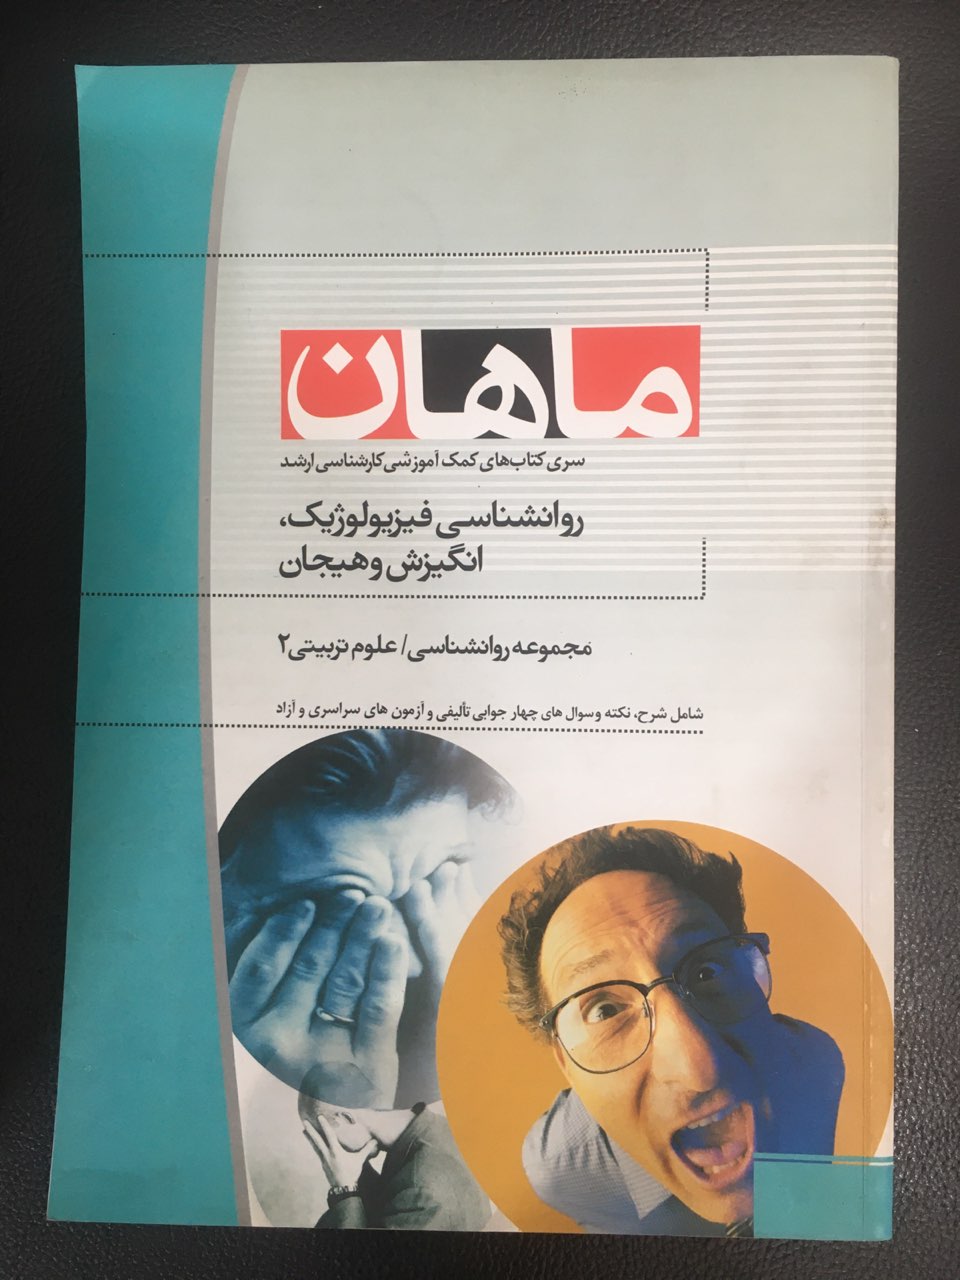 ماهان
سری کتاب‌های کمک آموزشی کارشناسی ارشد
روانشناسی فیزیولوژیک،
انگیزش و هیجان
مجموعه روانشناسی/ علوم تربیتی ۲
شامل شرح، نکته و سوال های چهار جوابی تألیفی و آزمون های سراسری و آزاد